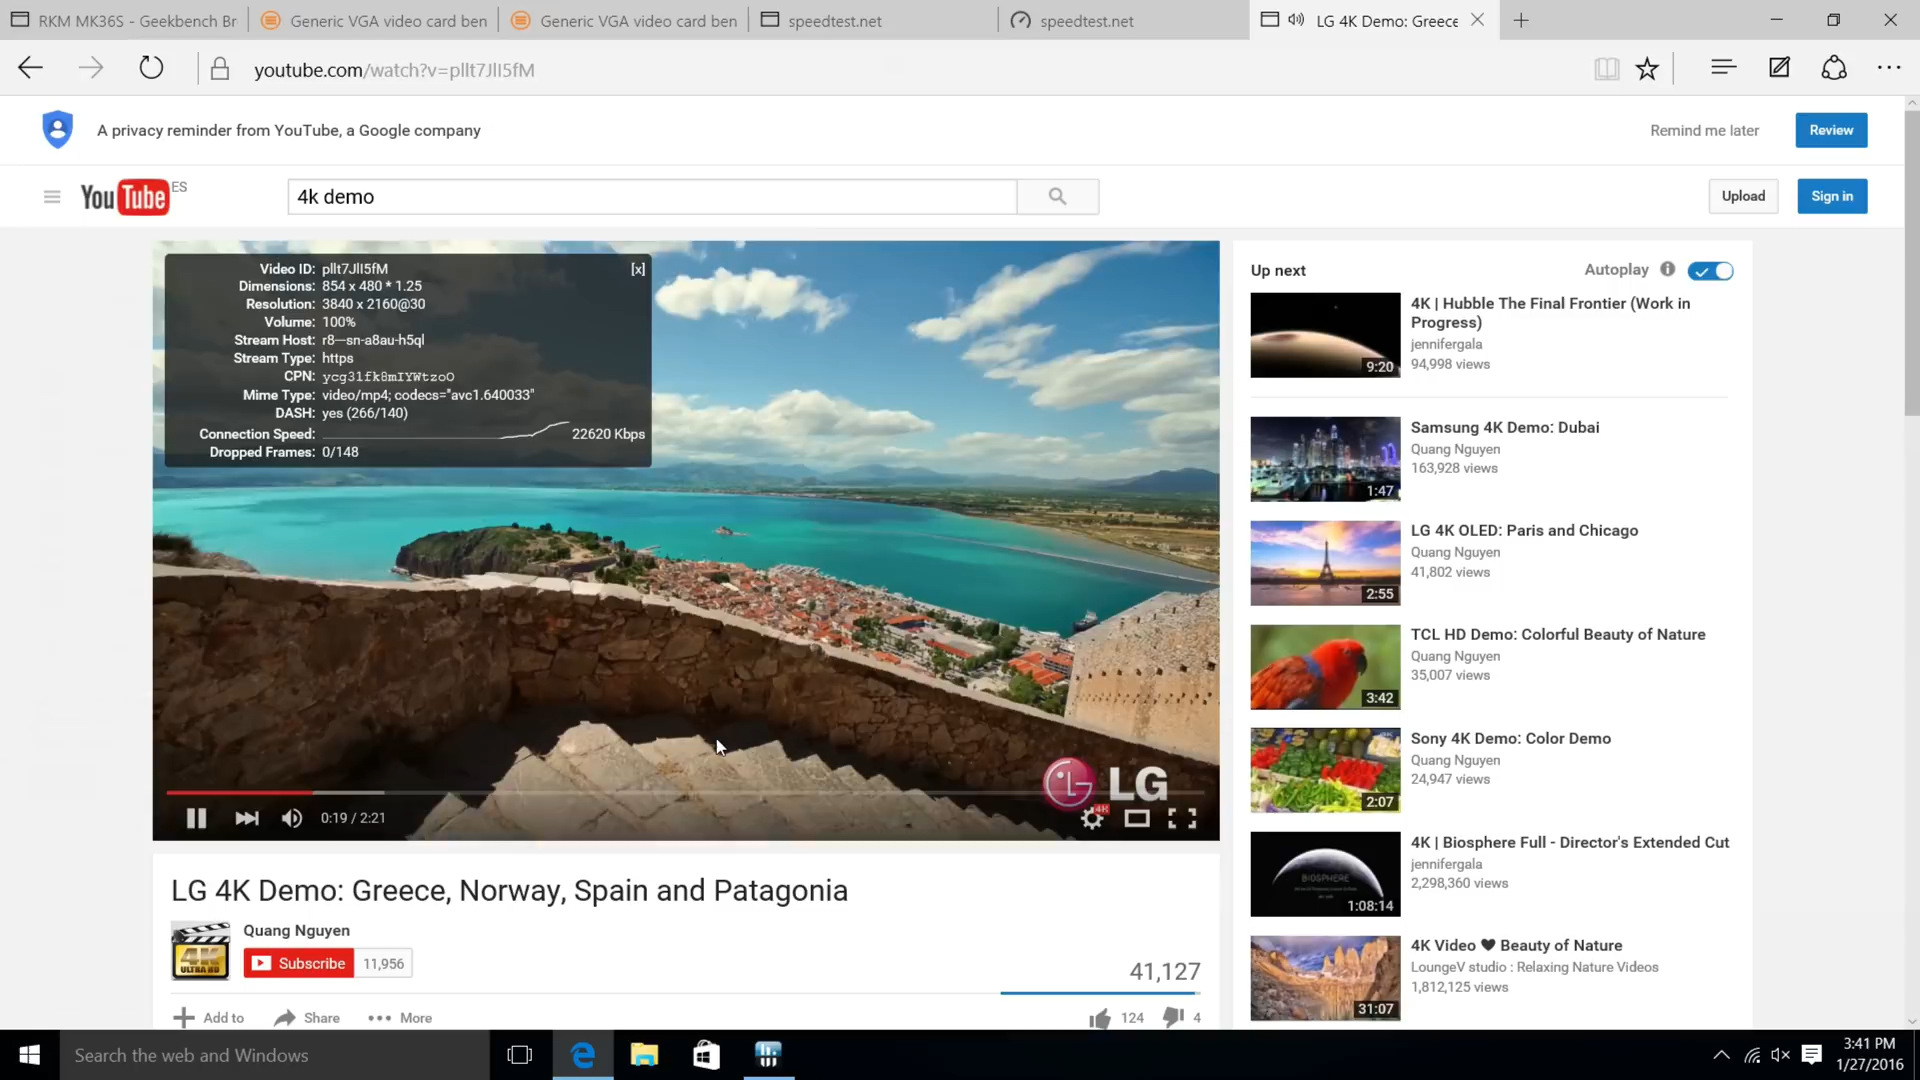 RKM MK36S - Geekbench Br
Generic VGA video card ben
Generic VGA video card ben
speedtest.net
speedtest.net
LG 4K Demo: Greece
youtube.com/watch?v=pllt7JlI5fM
A privacy reminder from YouTube, a Google company
Remind me later
Review
YouTube ES
4k demo
Upload
Sign in
Video ID: pllt7JlI5fM
[x]
Dimensions: 854 x 480 * 1.25
Resolution: 3840 x 2160@30
Volume: 100%
Stream Host: r8---sn-a8au-h5ql
Stream Type: https
CPN: ycg31fk8mIYWtzoO
Mime Type: video/mp4; codecs="avc1.640033"
DASH: yes (266/140)
Connection Speed: 22620 Kbps
Dropped Frames: 0/148
LG
4K
0:19 / 2:21
LG 4K Demo: Greece, Norway, Spain and Patagonia
4K
ULTRA HD
Quang Nguyen
Subscribe 11,956
41,127
Add to
Share
More
124
4
Up next
Autoplay
4K | Hubble The Final Frontier (Work in
Progress)
jennifergala
94,998 views
9:20
Samsung 4K Demo: Dubai
Quang Nguyen
163,928 views
1:47
LG 4K OLED: Paris and Chicago
Quang Nguyen
41,802 views
2:55
TCL HD Demo: Colorful Beauty of Nature
Quang Nguyen
35,007 views
3:42
Sony 4K Demo: Color Demo
Quang Nguyen
24,947 views
2:07
4K | Biosphere Full - Director's Extended Cut
jennifergala
2,298,360 views
BIOSPHERE
1:08:14
4K Video ♥ Beauty of Nature
LoungeV studio : Relaxing Nature Videos
1,812,125 views
31:07
Search the web and Windows
3:41 PM
1/27/2016